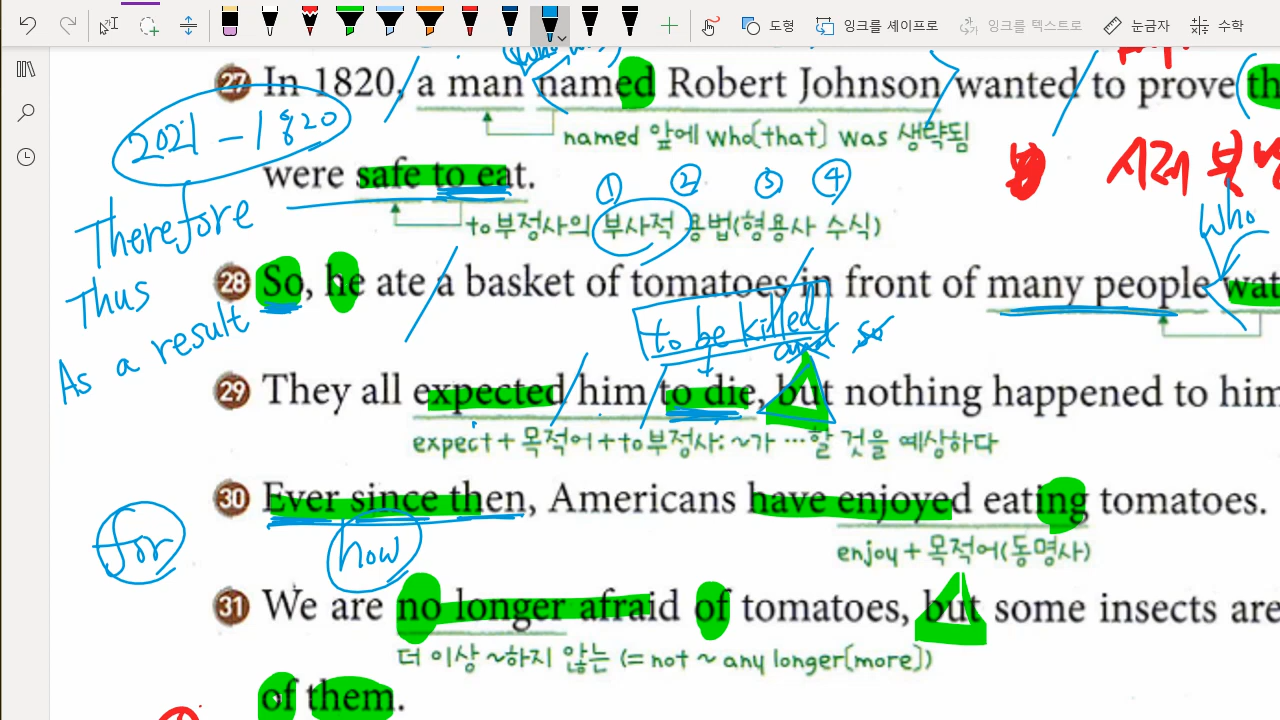 도형 잉크를 셰이프로 잉크를 텍스트로 눈금자 수학
27 In 1820, a man named Robert Johnson wanted to prove th
2021 - 1820
named 앞에 who(that) was 생략됨
were safe to eat.
시제
① ② ③ ④
to부정사의 부사적 용법(형용사 수식)
Therefore
who
28 So, he ate a basket of tomatoes in front of many people wat
Thus
to be killed
As a result
and so
29 They all expected him to die, but nothing happened to him
expect + 목적어 + to부정사: ~가 …할 것을 예상하다
30 Ever since then, Americans have enjoyed eating tomatoes.
for
how
enjoy + 목적어(동명사)
31 We are no longer afraid of tomatoes, but some insects are
더 이상 ~하지 않는 (= not ~ any longer(more))
of them.